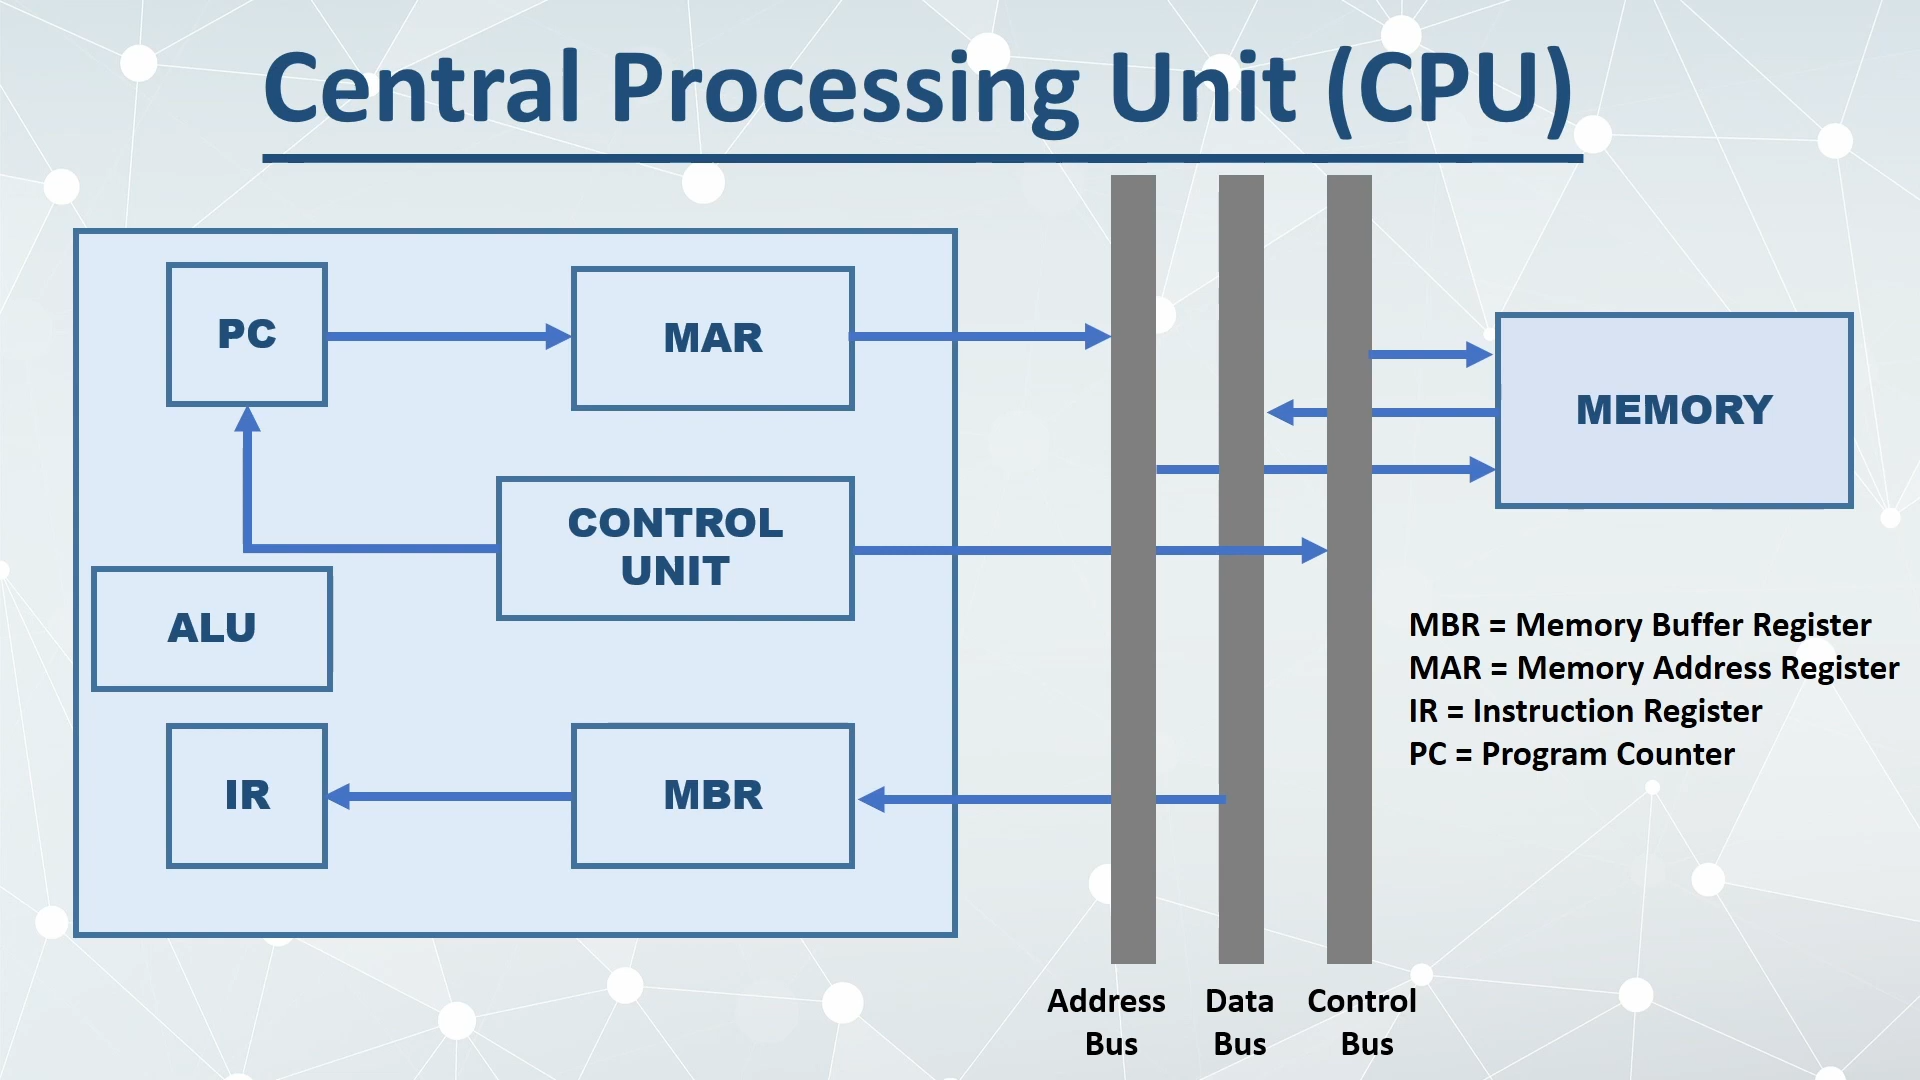 Central Processing Unit (CPU)
PC
MAR
MEMORY
CONTROL
UNIT
ALU
IR
MBR
MBR = Memory Buffer Register
MAR = Memory Address Register
IR = Instruction Register
PC = Program Counter
Address
Bus
Data
Bus
Control
Bus